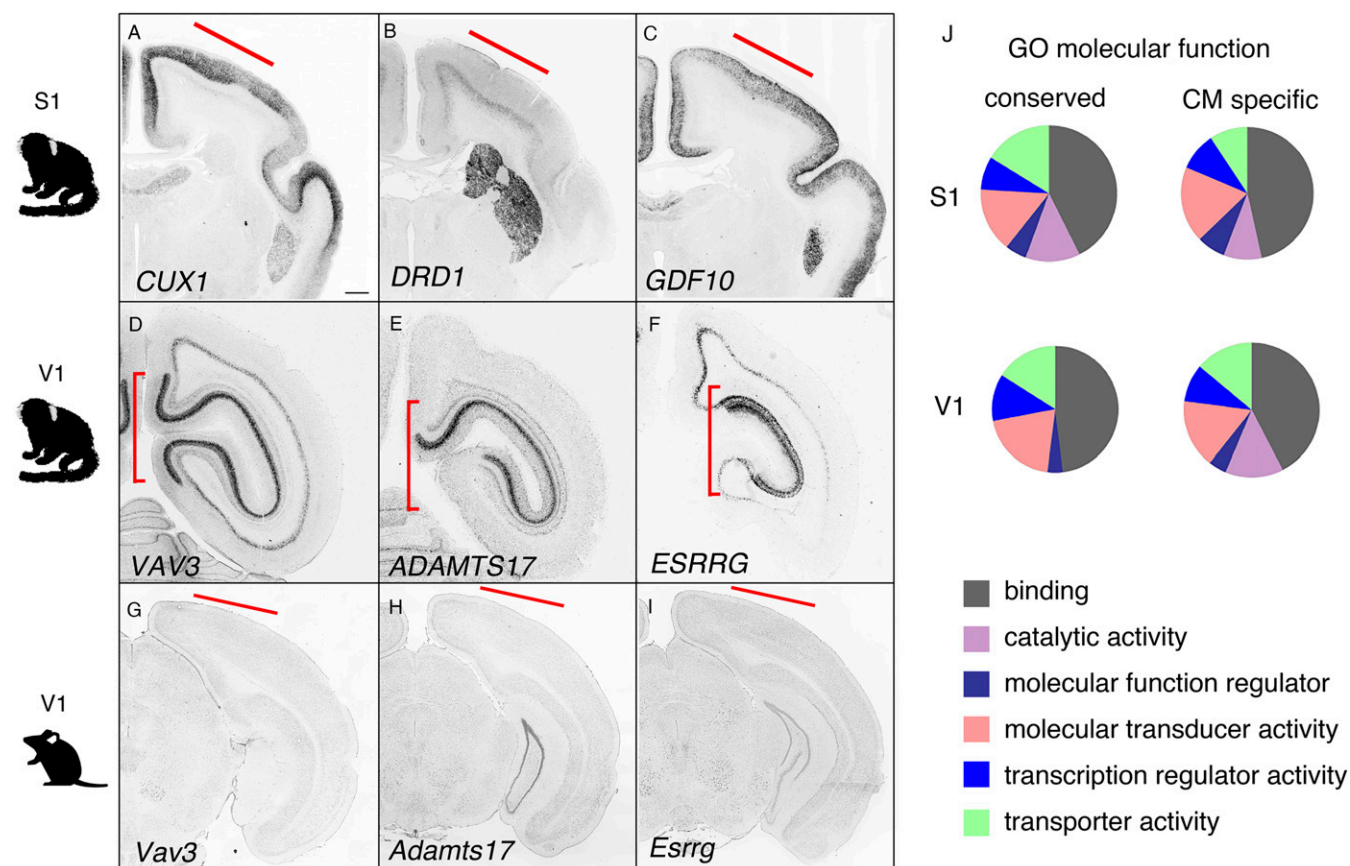 A
B
C
J
GO molecular function
S1
conserved
CM specific
S1
CUX1
DRD1
GDF10
D
E
F
V1
V1
VAV3
ADAMTS17
ESRRG
G
H
I
binding
catalytic activity
V1
molecular function regulator
molecular transducer activity
transcription regulator activity
transporter activity
Vav3
Adamts17
Esrrg